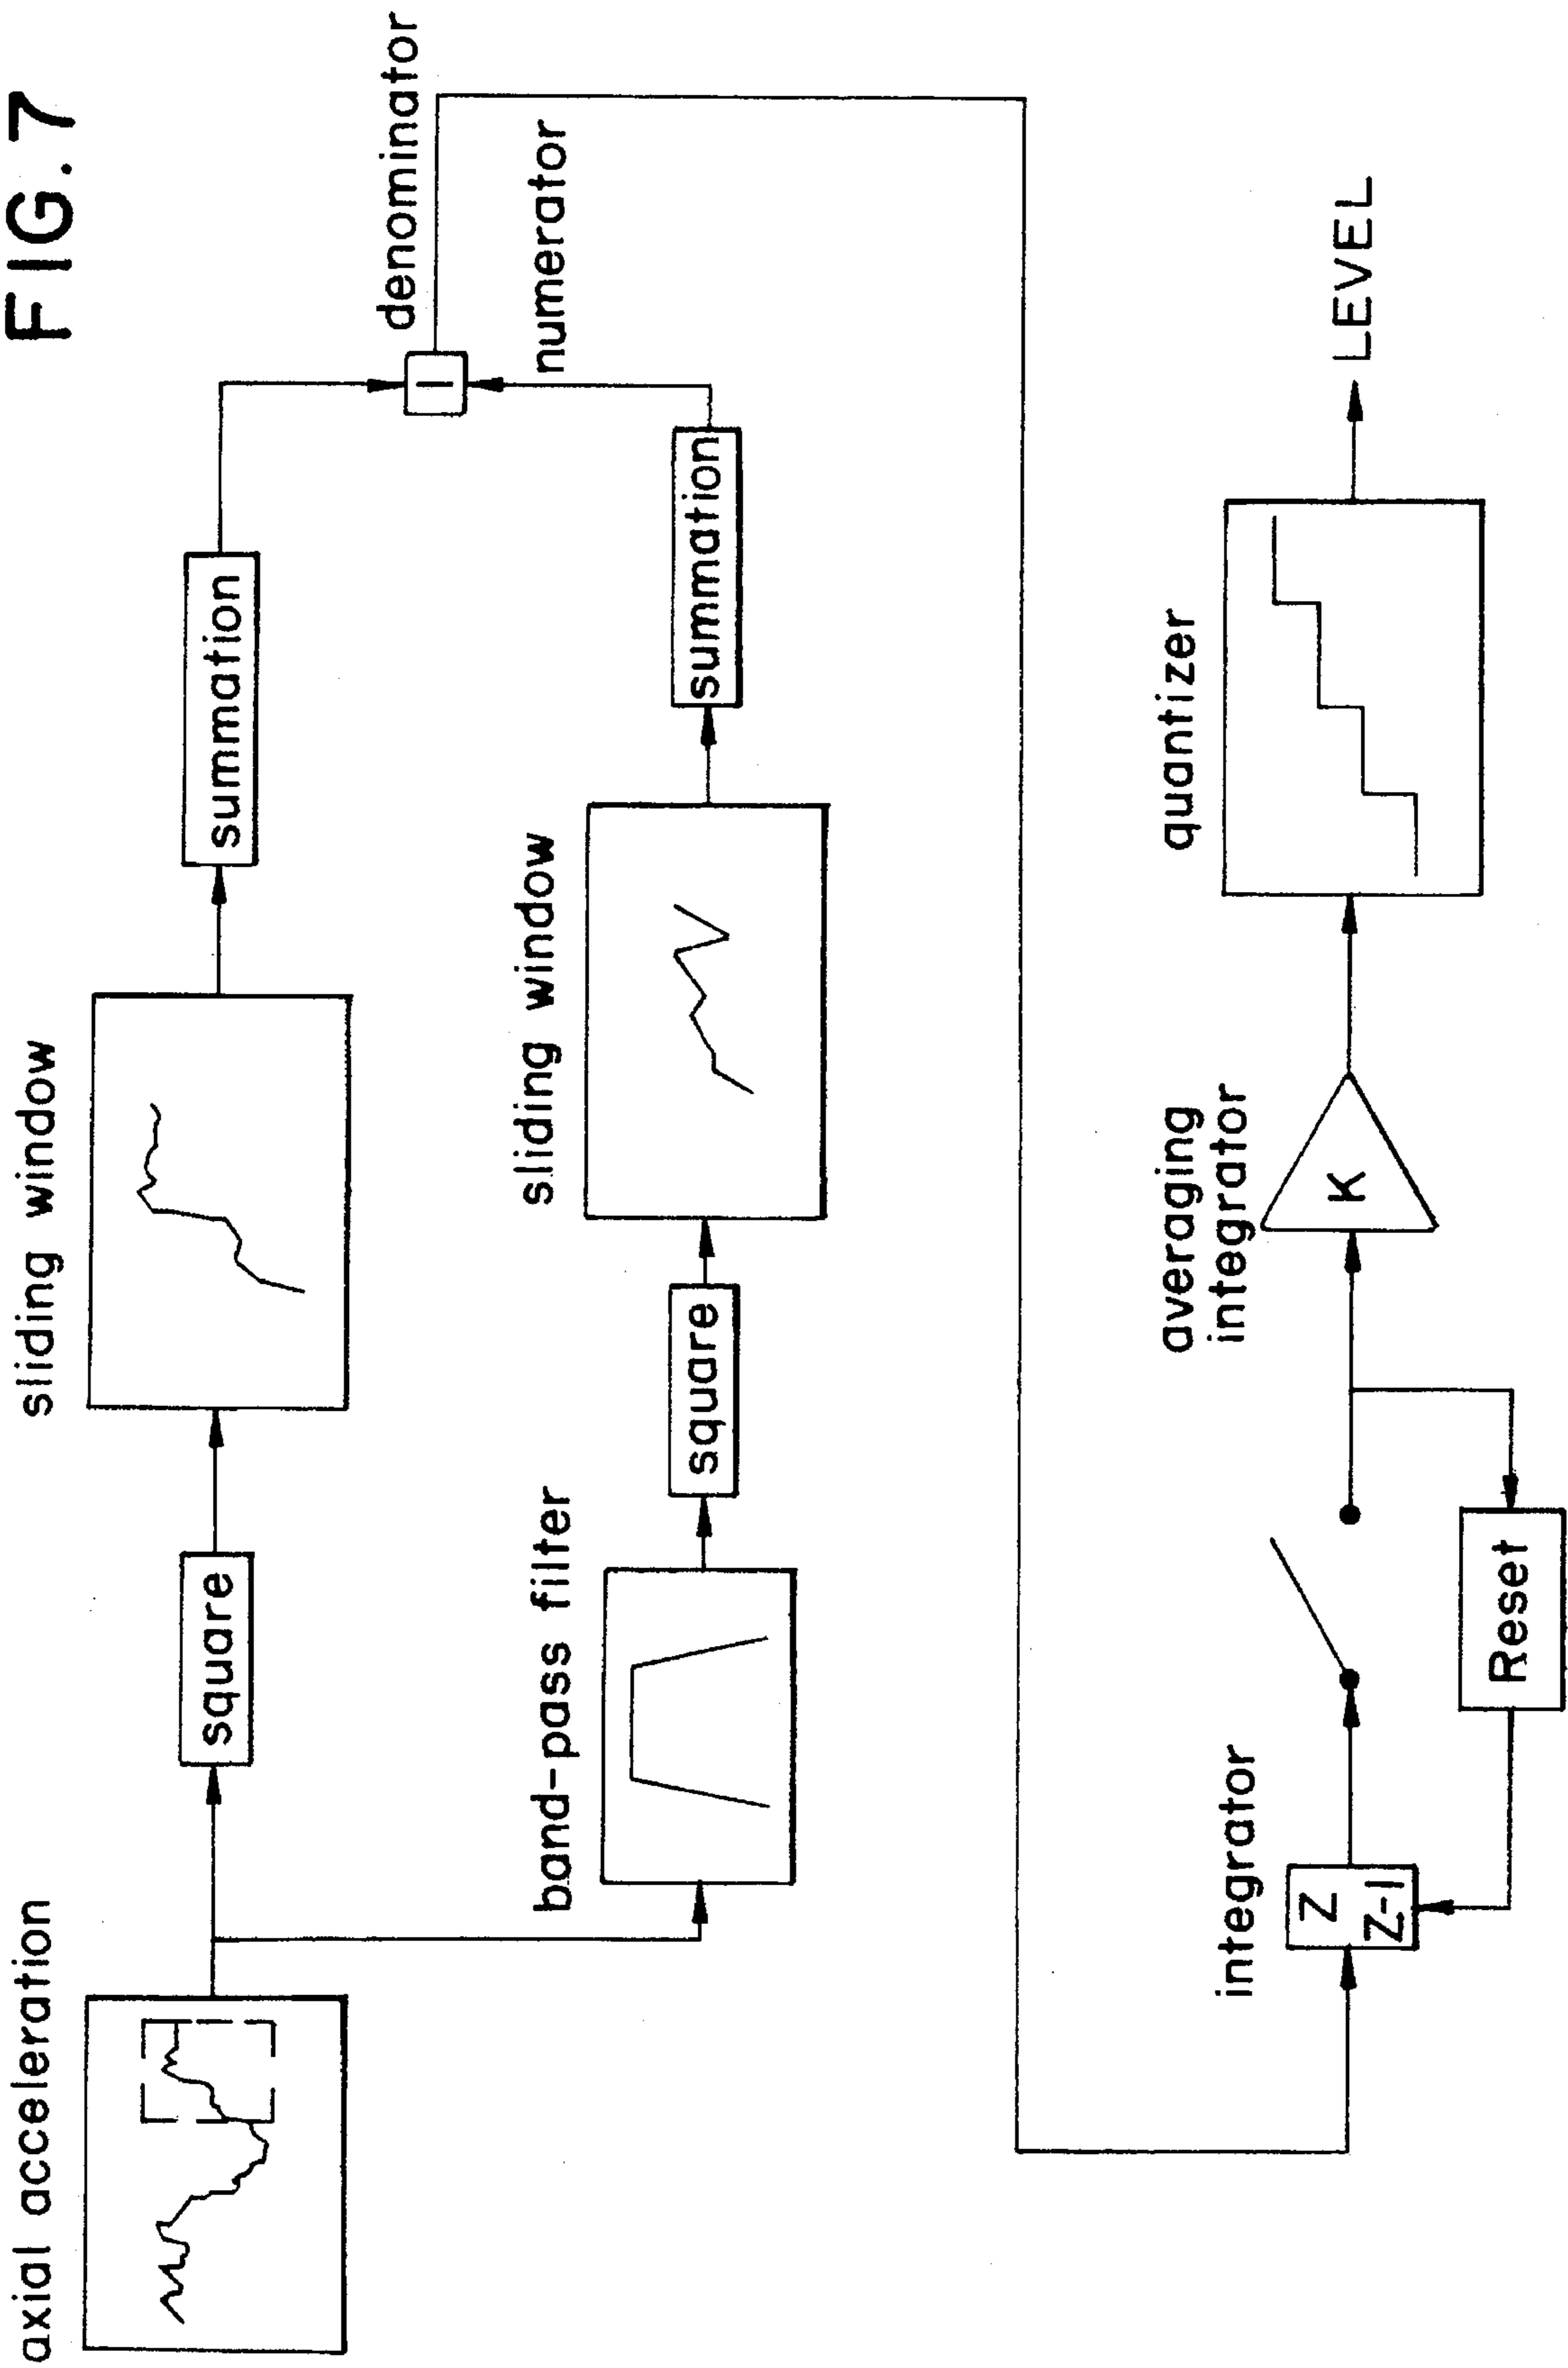 FIG. 7
axial acceleration
square
sliding window
summation
denominator
numerator
band-pass filter
square
sliding window
summation
integrator
Z
Z-1
Reset
averaging
integrator
K
quantizer
LEVEL